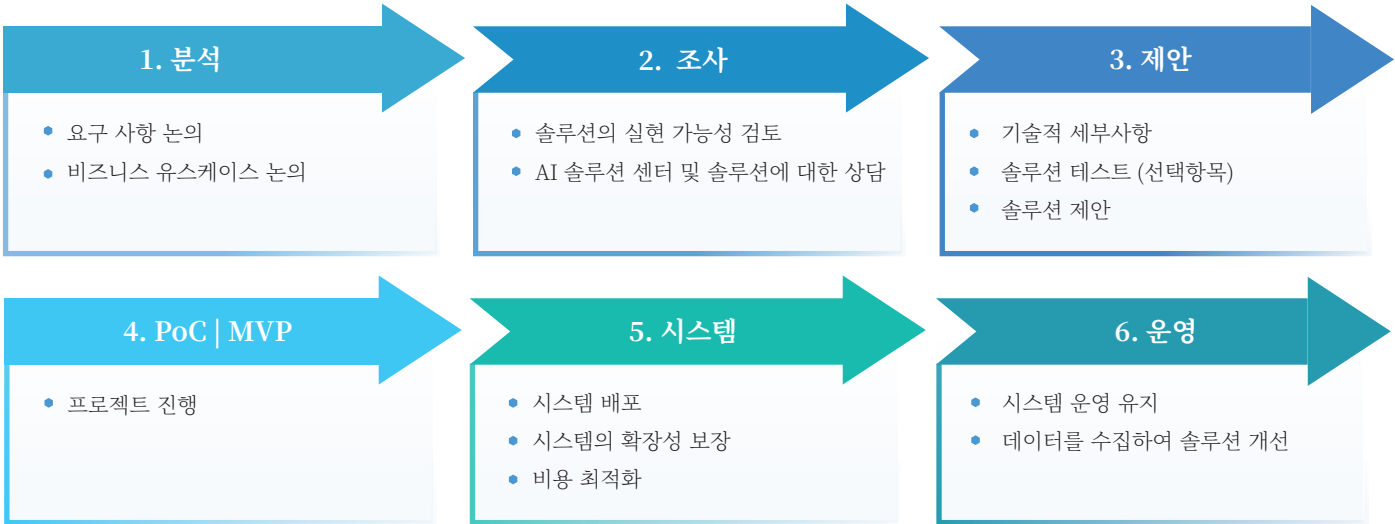 1. 분석
요구 사항 논의
비즈니스 유스케이스 논의
2. 조사
솔루션의 실현 가능성 검토
AI 솔루션 센터 및 솔루션에 대한 상담
3. 제안
기술적 세부사항
솔루션 테스트 (선택항목)
솔루션 제안
4. PoC | MVP
프로젝트 진행
5. 시스템
시스템 배포
시스템의 확장성 보장
비용 최적화
6. 운영
시스템 운영 유지
데이터를 수집하여 솔루션 개선